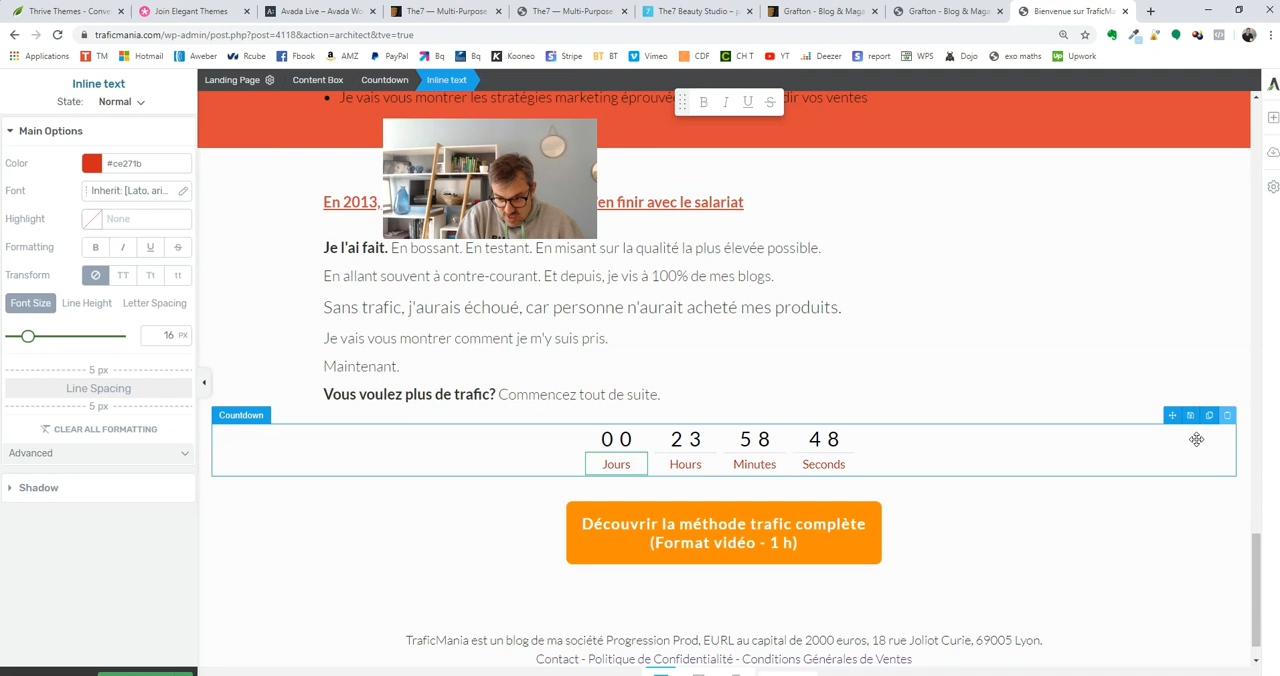 Thrive Themes - Conve
Join Elegant Themes
Avada Live – Avada Wo
The7 — Multi-Purpose
The7 — Multi-Purpose
The7 Beauty Studio – p
Grafton - Blog & Maga
Grafton - Blog & Maga
Bienvenue sur TraficMa
traficmania.com/wp-admin/post.php?post=4118&action=architect&tve=true
Applications TM Hotmail Aweber Rcube Fbook AMZ PayPal Bq Bq Kooneo Stripe BT Vimeo CDF CH T YT Deezer report WPS Dojo exo maths Upwork
Inline text
State: Normal
Main Options
Color #ce271b
Font Inherit: [Lato, ari...
Highlight None
Formatting B I U S
Transform TT Tt tt
Font Size Line Height Letter Spacing
16 PX
5 px
Line Spacing
5 px
CLEAR ALL FORMATTING
Advanced
Shadow
Landing Page Content Box Countdown Inline text
B I U S
Je vais vous montrer les stratégies marketing éprouvé dir vos ventes
En 2013, en finir avec le salariat
Je l'ai fait. En bossant. En testant. En misant sur la qualité la plus élevée possible.
En allant souvent à contre-courant. Et depuis, je vis à 100% de mes blogs.
Sans trafic, j'aurais échoué, car personne n'aurait acheté mes produits.
Je vais vous montrer comment je m'y suis pris.
Maintenant.
Vous voulez plus de trafic? Commencez tout de suite.
Countdown
00 23 58 48
Jours Hours Minutes Seconds
Découvrir la méthode trafic complète
(Format vidéo - 1 h)
TraficMania est un blog de ma société Progression Prod, EURL au capital de 2000 euros, 18 rue Joliot Curie, 69005 Lyon.
Contact - Politique de Confidentialité - Conditions Générales de Ventes